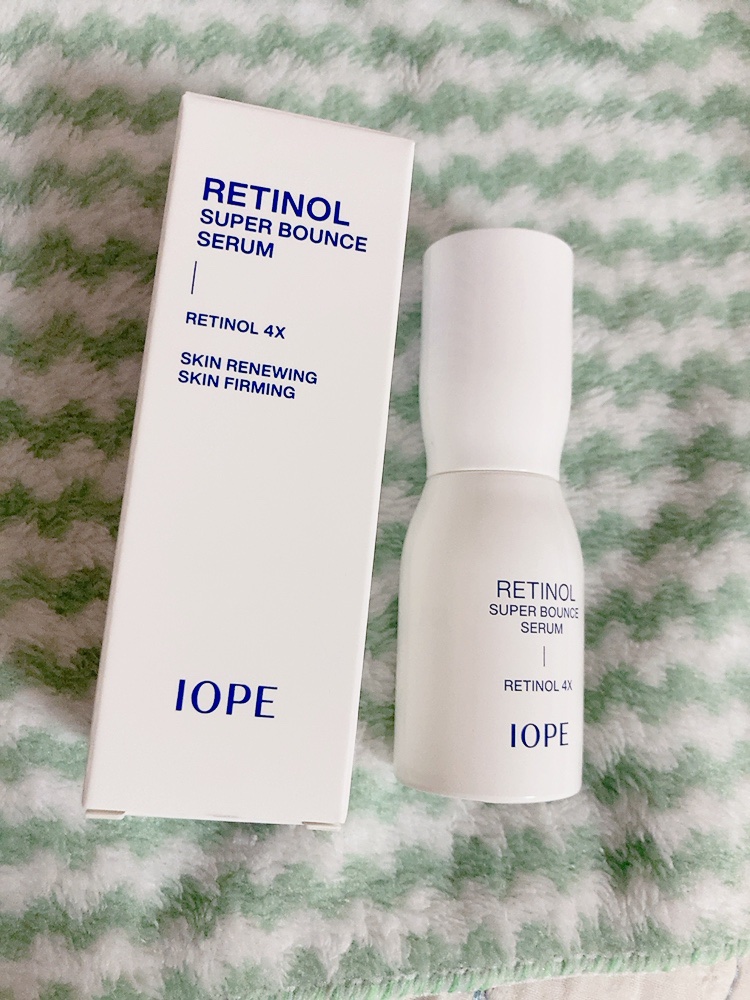 RETINOL
SUPER BOUNCE
SERUM
RETINOL 4X
SKIN RENEWING
SKIN FIRMING
IOPE
RETINOL
SUPER BOUNCE
SERUM
RETINOL 4X
IOPE